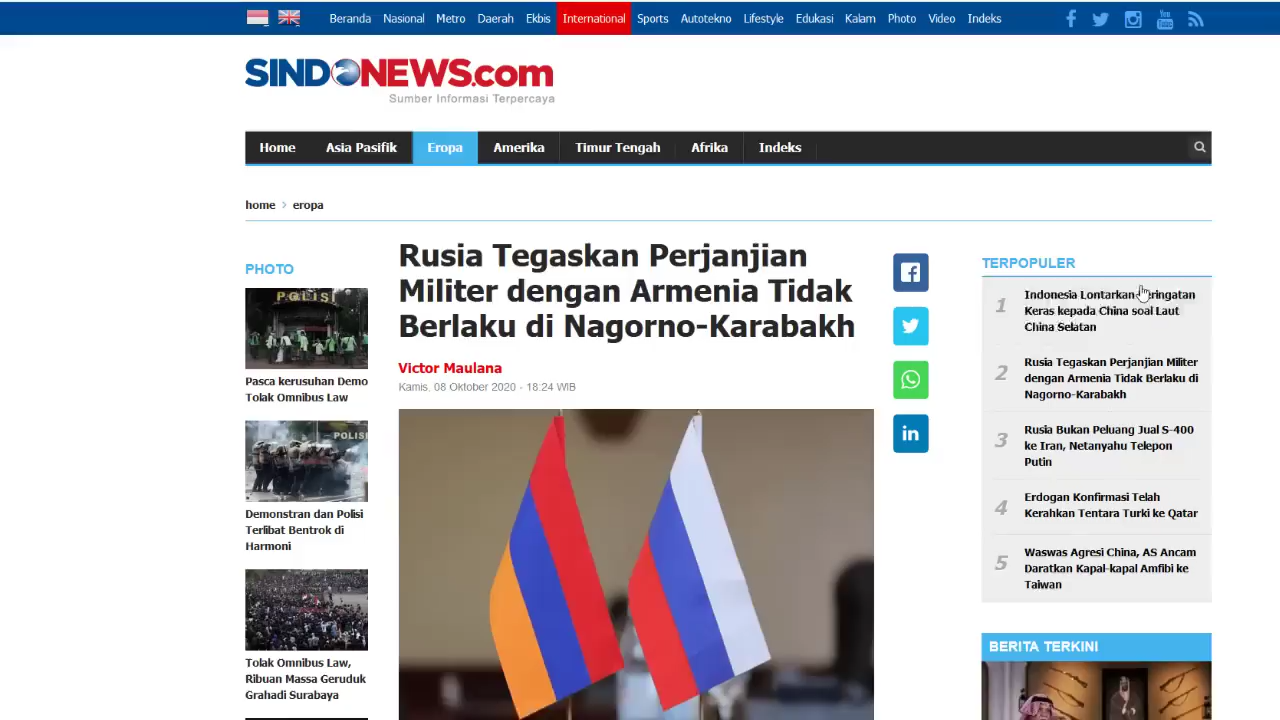 Beranda Nasional Metro Daerah Ekbis International Sports Autotekno Lifestyle Edukasi Kalam Photo Video Indeks
SINDONEWS.com
Sumber Informasi Terpercaya
Home Asia Pasifik Eropa Amerika Timur Tengah Afrika Indeks
home > eropa
PHOTO
POLISI
Pasca kerusuhan Demo
Tolak Omnibus Law
POLISI
Demonstran dan Polisi
Terlibat Bentrok di
Harmoni
Tolak Omnibus Law,
Ribuan Massa Geruduk
Grahadi Surabaya
Rusia Tegaskan Perjanjian
Militer dengan Armenia Tidak
Berlaku di Nagorno-Karabakh
Victor Maulana
Kamis, 08 Oktober 2020 - 18:24 WIB
TERPOPULER
1 Indonesia Lontarkan Peringatan
Keras kepada China soal Laut
China Selatan
2 Rusia Tegaskan Perjanjian Militer
dengan Armenia Tidak Berlaku di
Nagorno-Karabakh
3 Rusia Bukan Peluang Jual S-400
ke Iran, Netanyahu Telepon
Putin
4 Erdogan Konfirmasi Telah
Kerahkan Tentara Turki ke Qatar
5 Waswas Agresi China, AS Ancam
Daratkan Kapal-kapal Amfibi ke
Taiwan
BERITA TERKINI